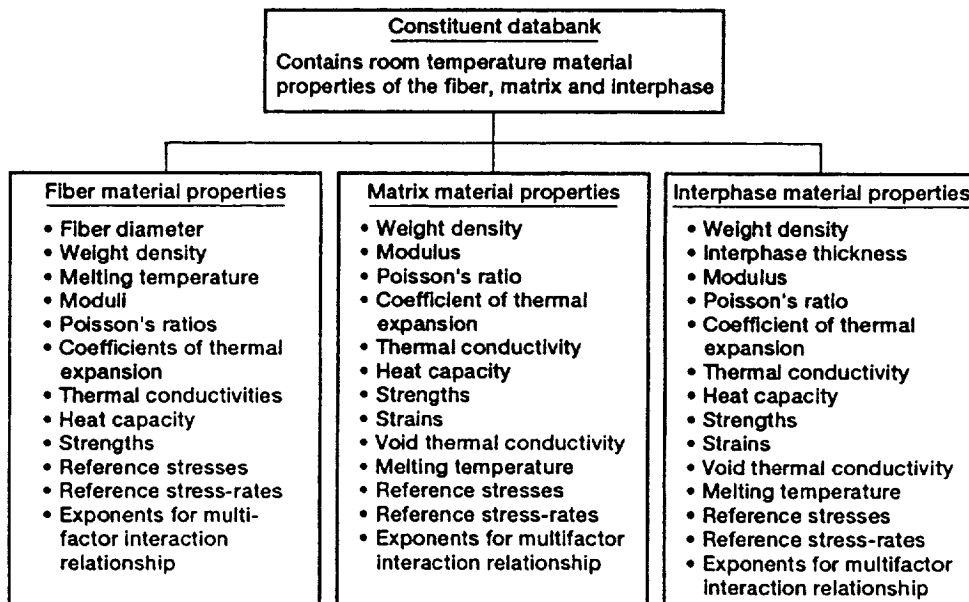 Constituent databank
Contains room temperature material
properties of the fiber, matrix and interphase
Fiber material properties
• Fiber diameter
• Weight density
• Melting temperature
• Moduli
• Poisson's ratios
• Coefficients of thermal
expansion
• Thermal conductivities
• Heat capacity
• Strengths
• Reference stresses
• Reference stress-rates
• Exponents for multi-
factor interaction
relationship
Matrix material properties
• Weight density
• Modulus
• Poisson's ratio
• Coefficient of thermal
expansion
• Thermal conductivity
• Heat capacity
• Strengths
• Strains
• Void thermal conductivity
• Melting temperature
• Reference stresses
• Reference stress-rates
• Exponents for multifactor
interaction relationship
Interphase material properties
• Weight density
• Interphase thickness
• Modulus
• Poisson's ratio
• Coefficient of thermal
expansion
• Thermal conductivity
• Heat capacity
• Strengths
• Strains
• Void thermal conductivity
• Melting temperature
• Reference stresses
• Reference stress-rates
• Exponents for multifactor
interaction relationship